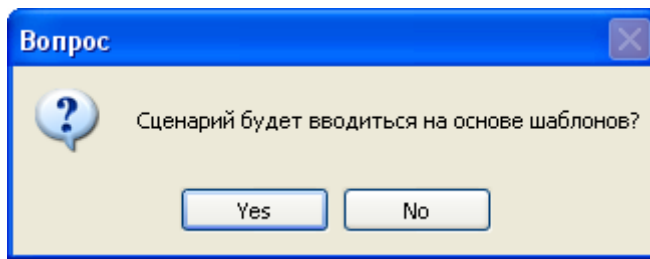 Вопрос
Сценарий будет вводиться на основе шаблонов?
Yes No